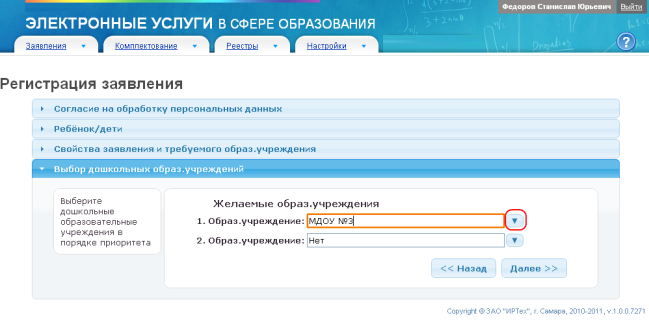 Федоров Станислав Юрьевич Выйти
ЭЛЕКТРОННЫЕ УСЛУГИ В СФЕРЕ ОБРАЗОВАНИЯ
Заявления Комплектование Реестры Настройки ?
Регистрация заявления
Согласие на обработку персональных данных
Ребёнок/дети
Свойства заявления и требуемого образ.учреждения
Выбор дошкольных образ.учреждений
Выберите
дошкольные
образовательные
учреждения в
порядке приоритета
Желаемые образ.учреждения
1. Образ.учреждение: МДОУ №3
2. Образ.учреждение: Нет
<< Назад Далее >>
Copyright © ЗАО "ИРТех", г. Самара, 2010-2011, v.1.0.0.7271